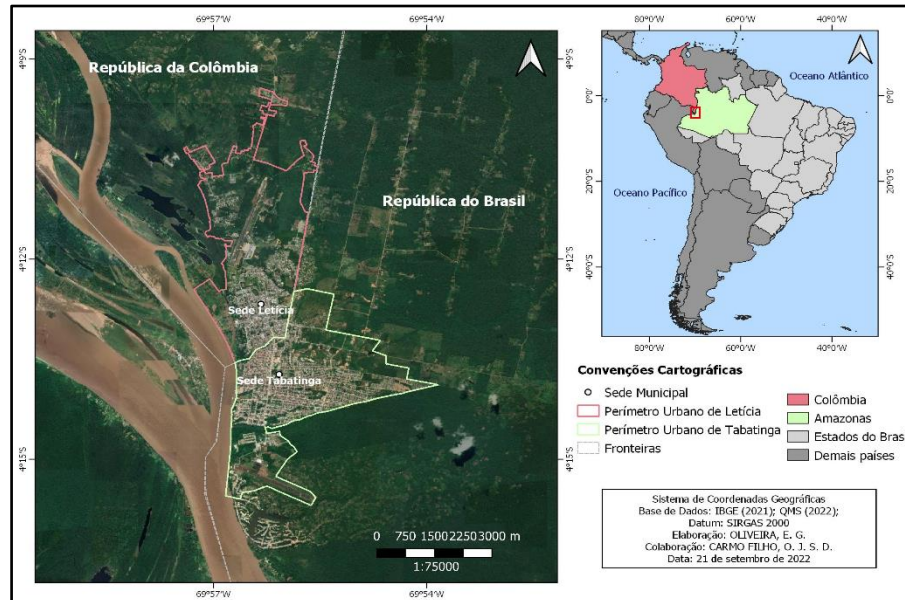 69°57'W
69°54'W
4°9'S
4°9'S
República da Colômbia
República do Brasil
4°12'S
4°12'S
Sede Letícia
Sede Tabatinga
4°15'S
4°15'S
0 750 1500 2250 3000 m
1:75000
69°57'W
69°54'W
80°0'W
60°0'W
40°0'W
Oceano Atlântico
0°0'
0°0'
Oceano Pacífico
20°0'S
20°0'S
40°0'S
40°0'S
80°0'W
60°0'W
40°0'W
Convenções Cartográficas
Sede Municipal
Perímetro Urbano de Letícia
Perímetro Urbano de Tabatinga
Fronteiras
Colômbia
Amazonas
Estados do Bras
Demais países
Sistema de Coordenadas Geográficas
Base de Dados: IBGE (2021); QMS (2022);
Datum: SIRGAS 2000
Elaboração: OLIVEIRA, E. G.
Colaboração: CARMO FILHO, O. J. S. D.
Data: 21 de setembro de 2022